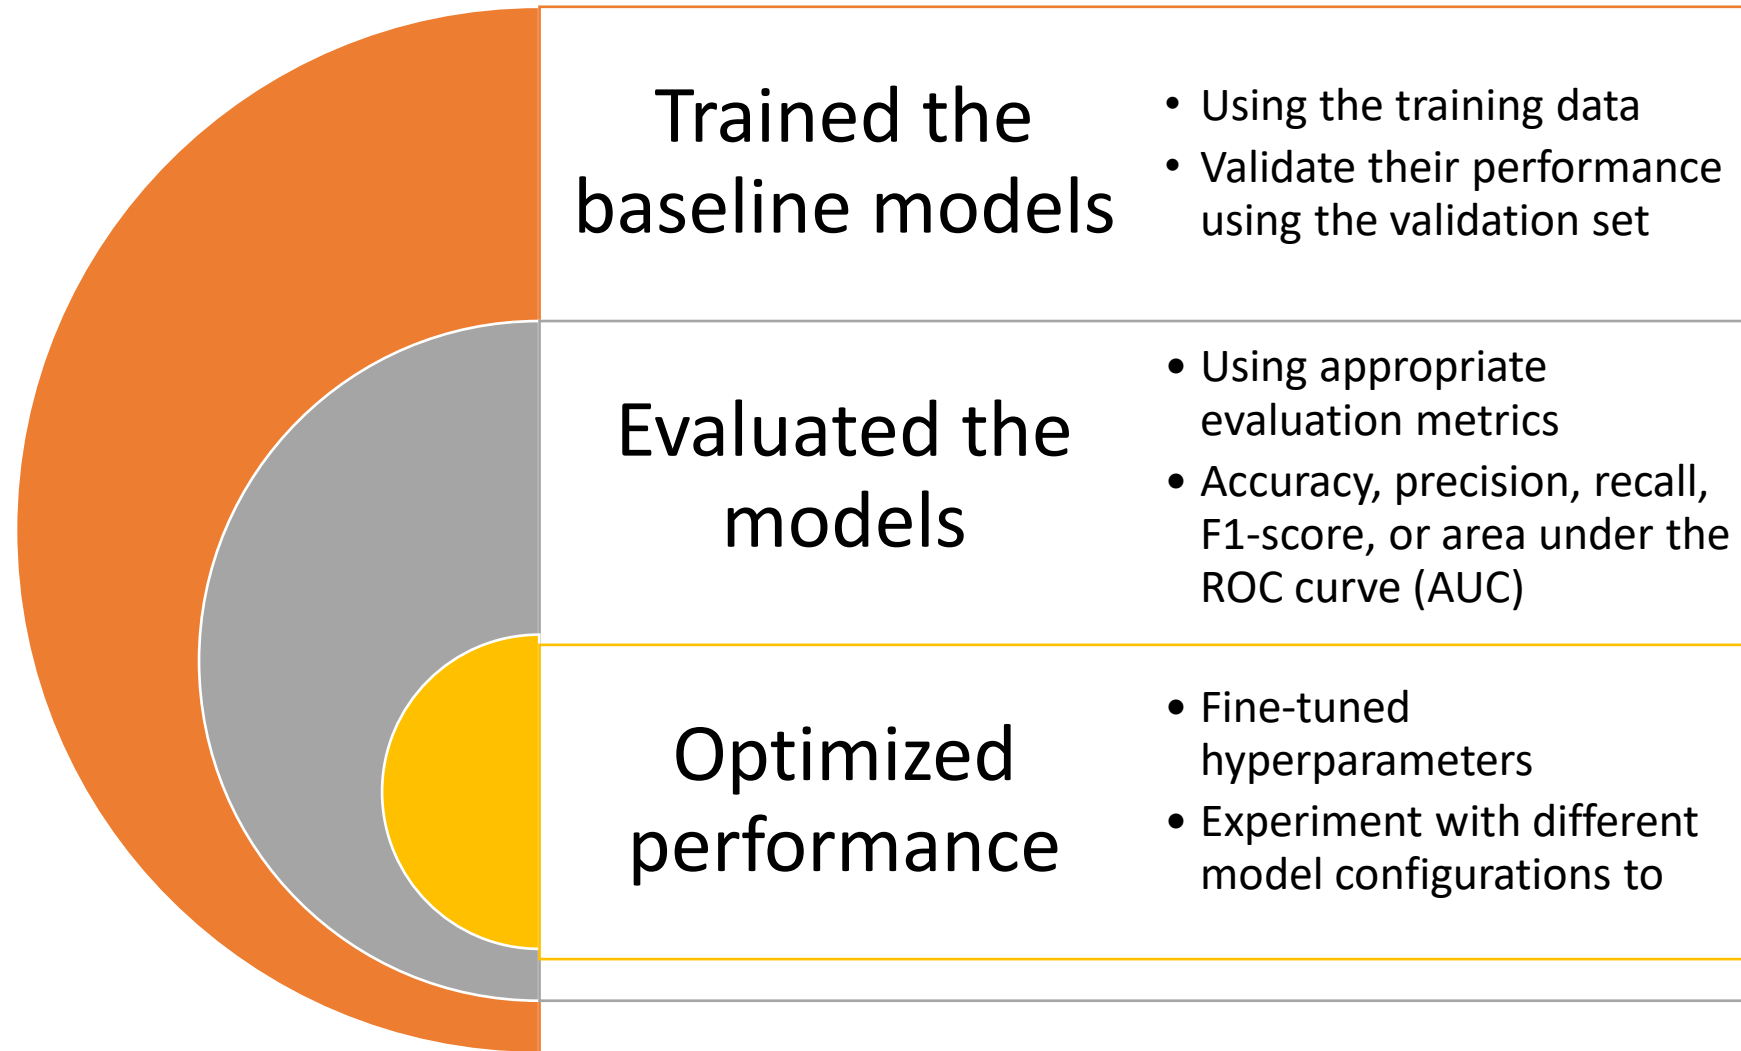 Trained the
baseline models
• Using the training data
• Validate their performance
using the validation set
Evaluated the
models
• Using appropriate
evaluation metrics
• Accuracy, precision, recall,
F1-score, or area under the
ROC curve (AUC)
Optimized
performance
• Fine-tuned
hyperparameters
• Experiment with different
model configurations to